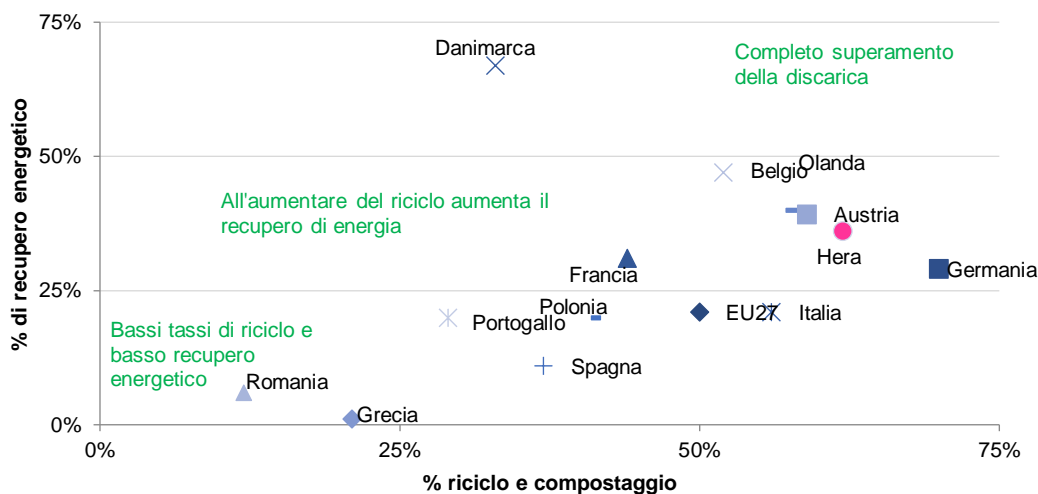 75%
Danimarca
Completo superamento
della discarica
% di recupero energetico
50%
Belgio
Olanda
All'aumentare del riciclo aumenta il
recupero di energia
Austria
Hera
Francia
Germania
25%
Polonia
Portogallo
EU27
Italia
Bassi tassi di riciclo e
basso recupero
energetico
Spagna
Romania
Grecia
0%
0%
25%
50%
75%
% riciclo e compostaggio